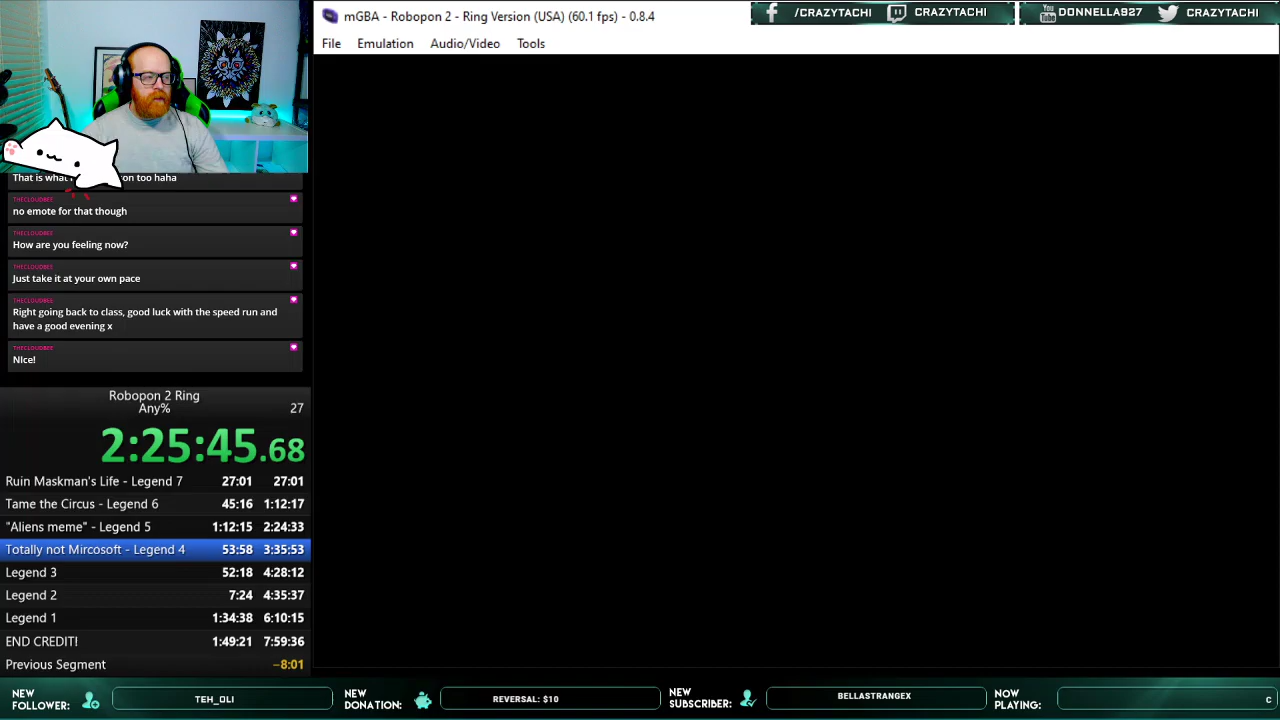 mGBA - Robopon 2 - Ring Version (USA) (60.1 fps) - 0.8.4
/CRAZYTACHI
CRAZYTACHI
You Tube DONNELLAB27
CRAZYTACHI
File Emulation Audio/Video Tools
That is what on too haha
THECLOUDBEE
no emote for that though
THECLOUDBEE
How are you feeling now?
THECLOUDBEE
Just take it at your own pace
THECLOUDBEE
Right going back to class, good luck with the speed run and
have a good evening x
THECLOUDBEE
NIce!
Robopon 2 Ring
Any% 27
2:25:45.68
Ruin Maskman's Life - Legend 7 27:01 27:01
Tame the Circus - Legend 6 45:16 1:12:17
"Aliens meme" - Legend 5 1:12:15 2:24:33
Totally not Mircosoft - Legend 4 53:58 3:35:53
Legend 3 52:18 4:28:12
Legend 2 7:24 4:35:37
Legend 1 1:34:38 6:10:15
END CREDIT! 1:49:21 7:59:36
Previous Segment −8:01
NEW FOLLOWER: TEH_OLI
NEW DONATION: REVERSAL: $10
NEW SUBSCRIBER: BELLASTRANGEX
NOW PLAYING: C